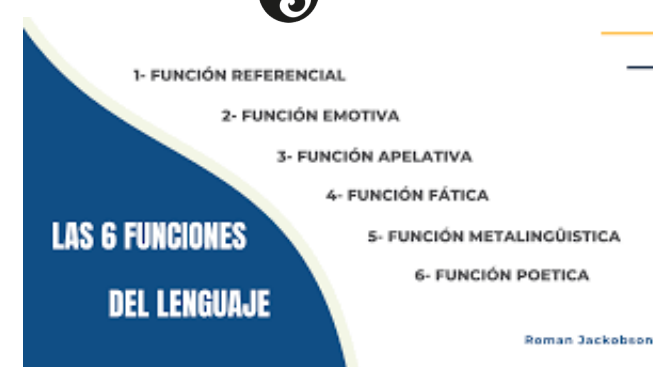 1- FUNCIÓN REFERENCIAL
2- FUNCIÓN EMOTIVA
3- FUNCIÓN APELATIVA
4- FUNCIÓN FÁTICA
5- FUNCIÓN METALINGÜISTICA
6- FUNCIÓN POETICA
LAS 6 FUNCIONES
DEL LENGUAJE
Roman Jackobson